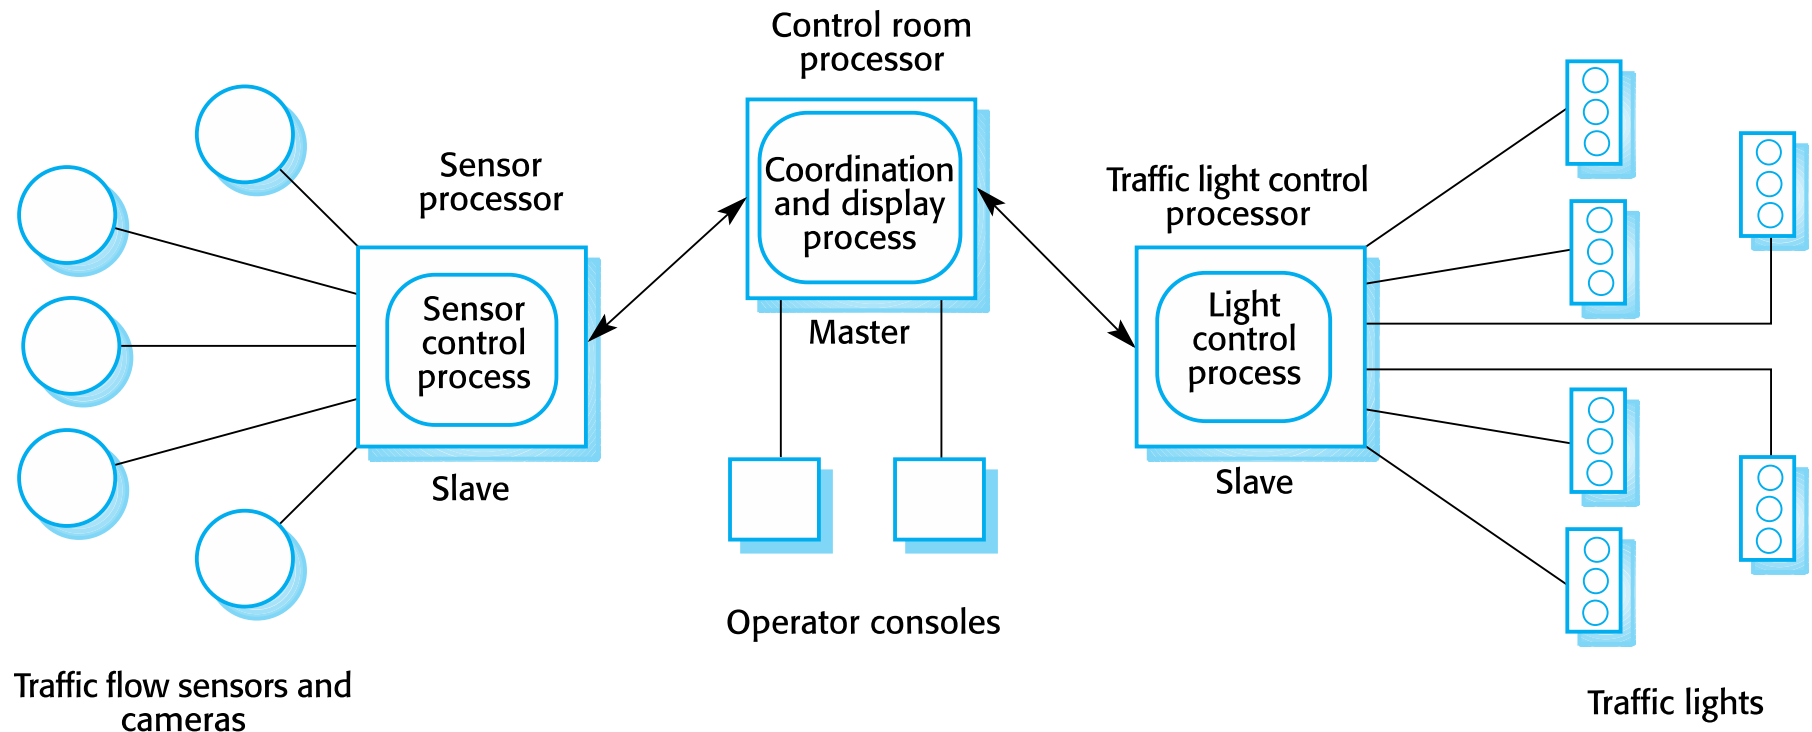 Control room
processor
Sensor
processor
Coordination
and display
process
Traffic light control
processor
Sensor
control
process
Master
Light
control
process
Slave
Slave
Operator consoles
Traffic flow sensors and
cameras
Traffic lights